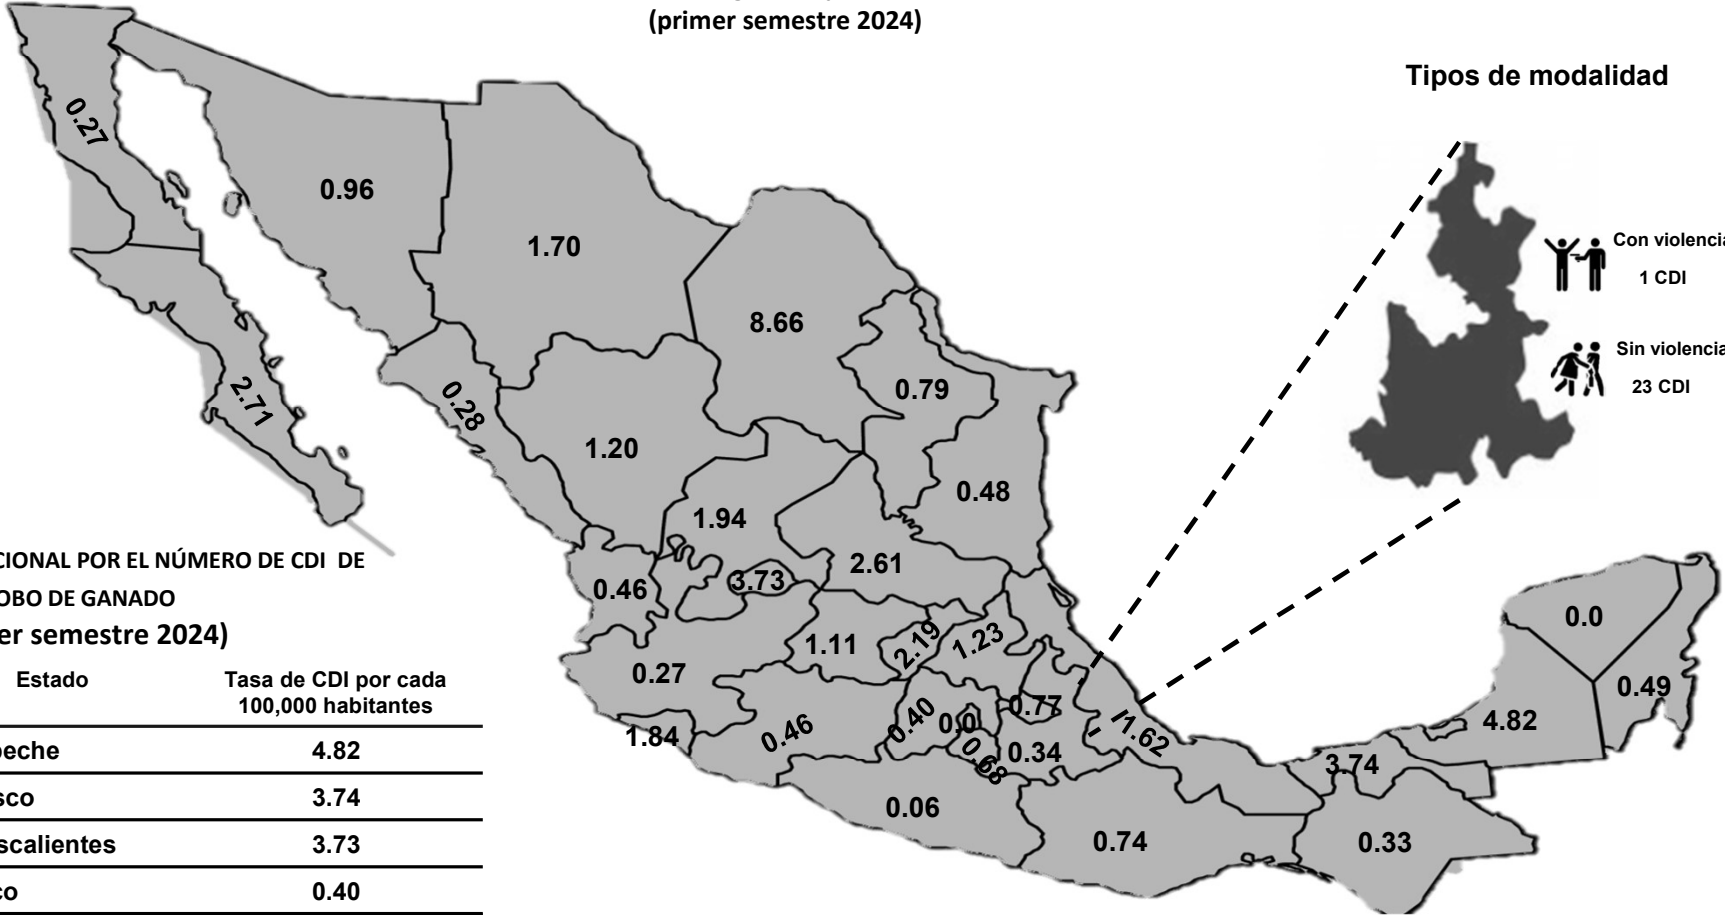 (primer semestre 2024)
Tipos de modalidad
0.27
0.96
1.70
8.66
0.79
0.48
2.71
0.28
1.20
1.94
2.61
0.46
3.73
1.11
2.19
1.23
0.27
1.84
0.46
0.40
0.0
0.68
0.77
0.34
1.62
0.06
0.74
3.74
0.33
4.82
0.0
0.49
Con violencia
1 CDI
Sin violencia
23 CDI
CIONAL POR EL NÚMERO DE CDI DE
OBO DE GANADO
er semestre 2024)
Estado
Tasa de CDI por cada
100,000 habitantes
peche 4.82
sco 3.74
scalientes 3.73
co 0.40